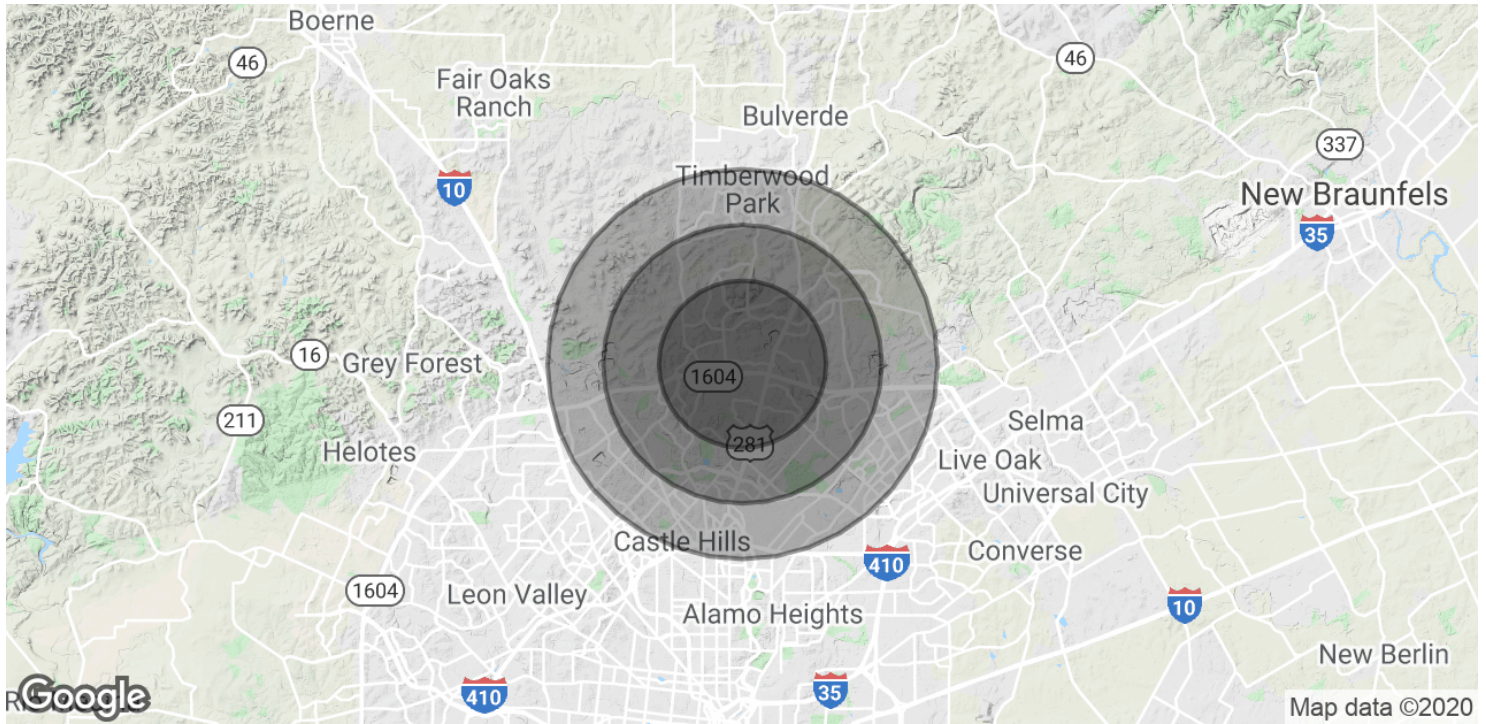 Boerne
46
46
Fair Oaks
Ranch
Bulverde
337
10
Timberwood
Park
New Braunfels
35
16
Grey Forest
1604
211
Selma
Helotes
281
Live Oak
Universal City
Castle Hills
Converse
410
1604
Leon Valley
Alamo Heights
10
New Berlin
Google
410
35
Map data ©2020